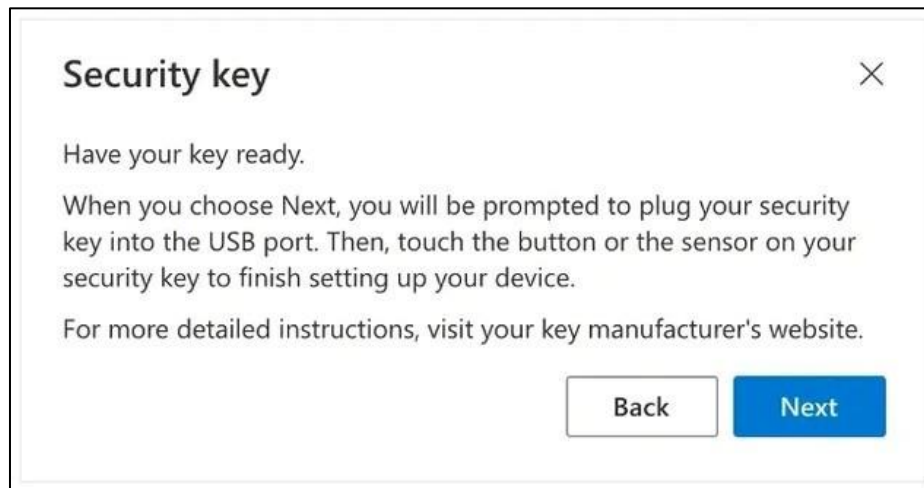 Security key
Have your key ready.
When you choose Next, you will be prompted to plug your security
key into the USB port. Then, touch the button or the sensor on your
security key to finish setting up your device.
For more detailed instructions, visit your key manufacturer's website.
Back
Next